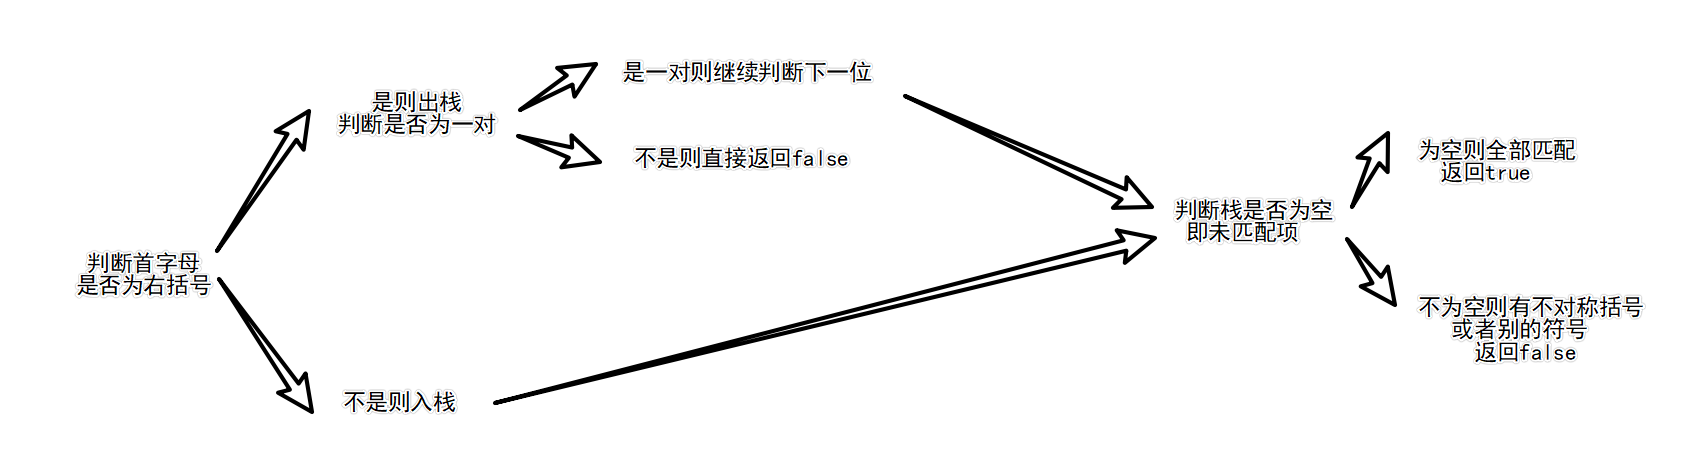 判断首字母
是否为右括号
是则出栈
判断是否为一对
是一对则继续判断下一位
不是则直接返回false
不是则入栈
判断栈是否为空
即未匹配项
为空则全部匹配
返回true
不为空则有不对称括号
或者别的符号
返回false